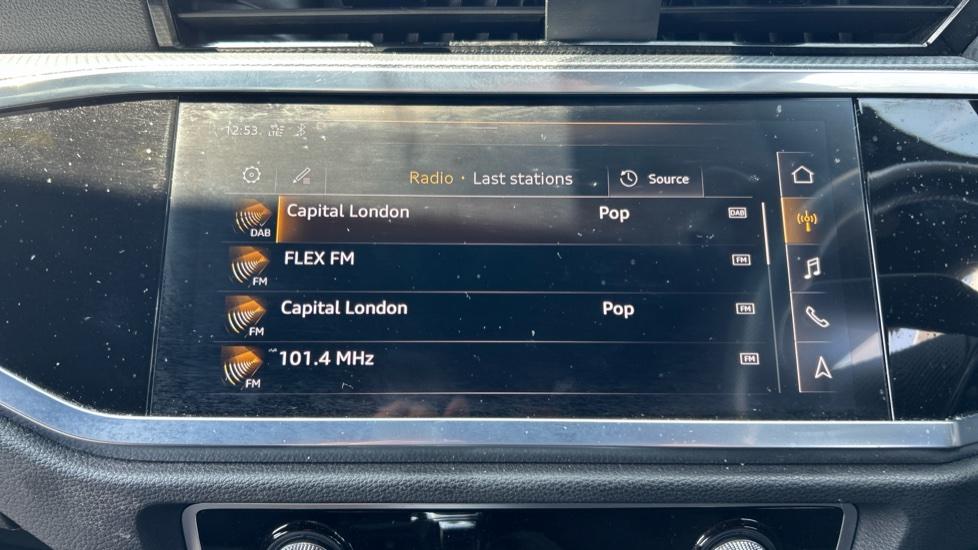 12:53 LTE
Radio · Last stations Source
Capital London Pop DAB
DAB
FLEX FM FM
FM
Capital London Pop FM
FM
101.4 MHz FM
FM